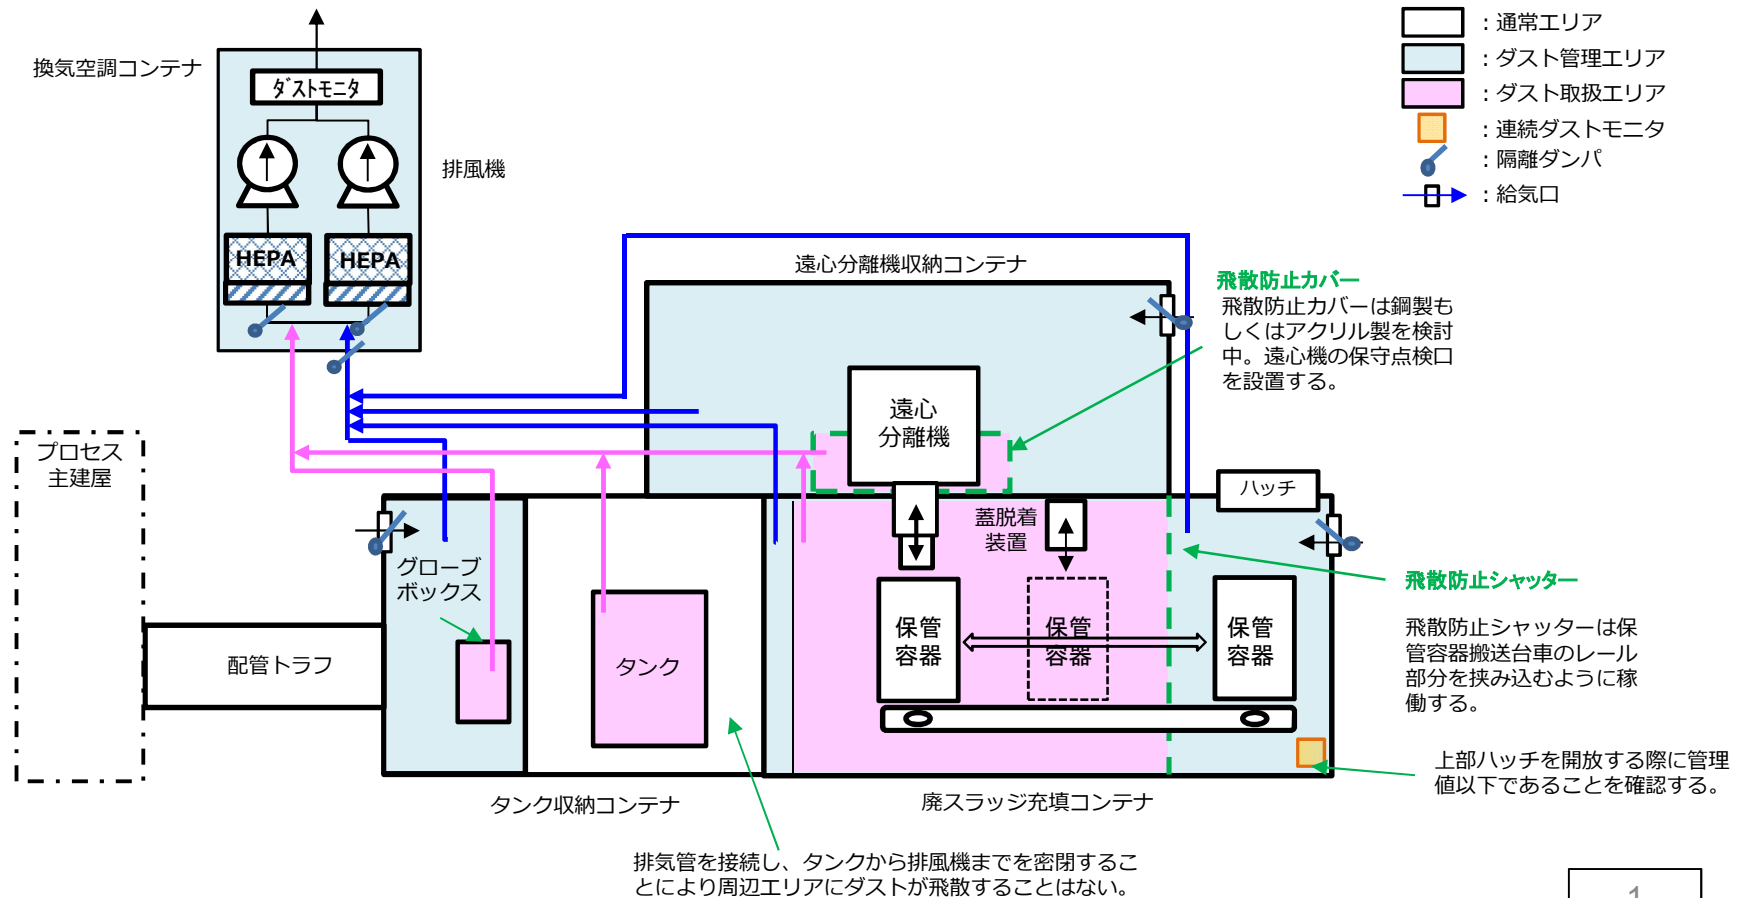 換気空調コンテナ
ダストモニタ
排風機
HEPA
HEPA
：通常エリア
：ダスト管理エリア
：ダスト取扱エリア
：連続ダストモニタ
：隔離ダンパ
：給気口
遠心分離機収納コンテナ
飛散防止カバー
飛散防止カバーは鋼製も
しくはアクリル製を検討
中。遠心機の保守点検口
を設置する。
遠心
分離機
プロセス
主建屋
ハッチ
蓋脱着
装置
グローブ
ボックス
飛散防止シャッター
飛散防止シャッターは保
管容器搬送台車のレール
部分を挟み込むように稼
働する。
保管
容器
保管
容器
保管
容器
配管トラフ
タンク
上部ハッチを開放する際に管理
値以下であることを確認する。
タンク収納コンテナ
廃スラッジ充填コンテナ
排気管を接続し、タンクから排風機までを密閉するこ
とにより周辺エリアにダストが飛散することはない。
1